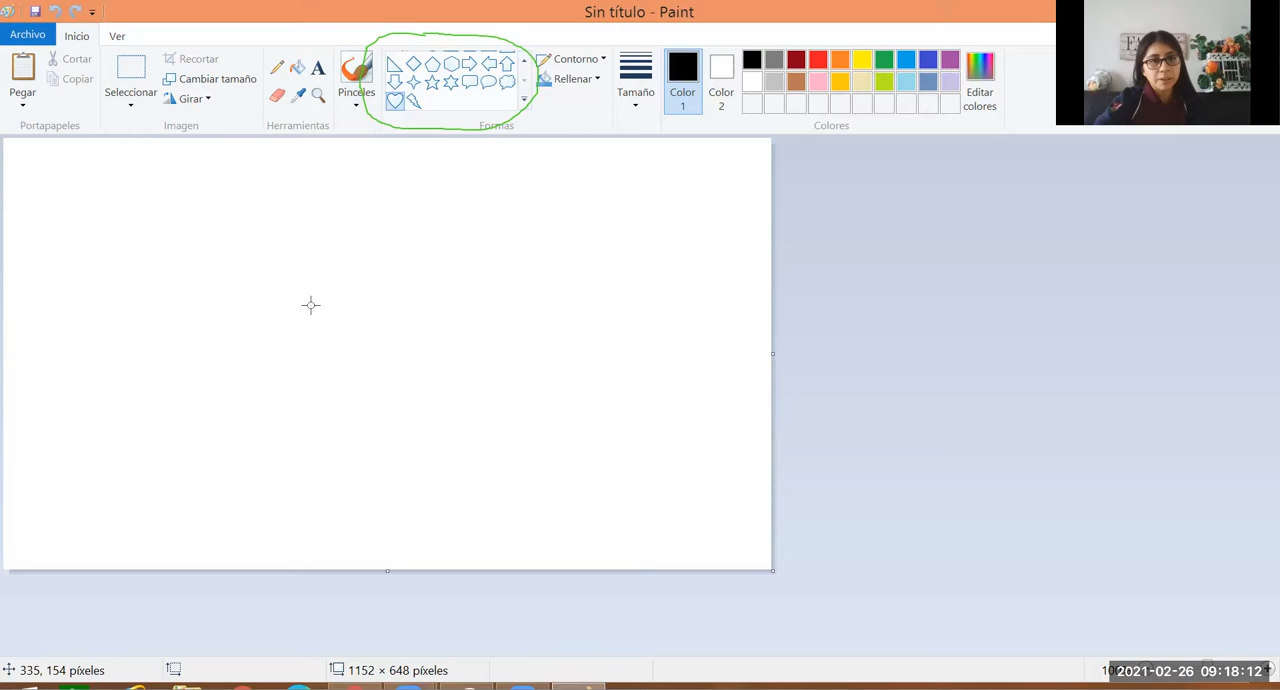 Sin título - Paint
Archivo
Inicio
Ver
Pegar
Cortar
Copiar
Portapapeles
Seleccionar
Recortar
Cambiar tamaño
Girar
Imagen
A
Herramientas
Pinceles
Formas
Contorno
Rellenar
Tamaño
Color
1
Color
2
Editar
colores
Colores
335, 154 píxeles
1152 × 648 píxeles
2021-02-26 09:18:12